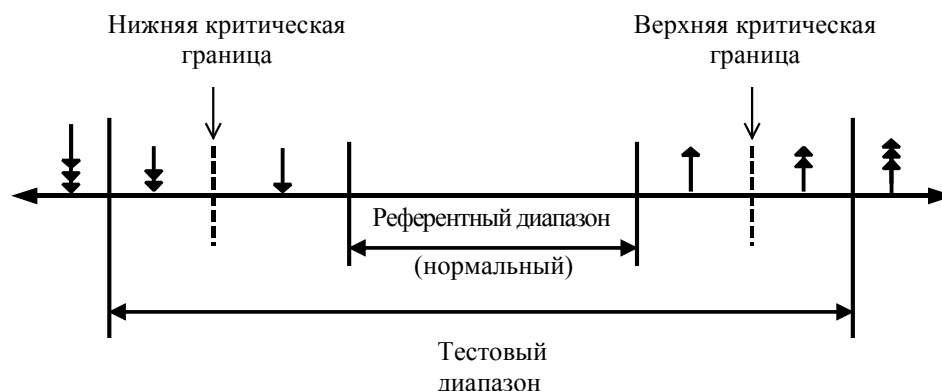 Нижняя критическая
граница
Верхняя критическая
граница
Референтный диапазон
(нормальный)
Тестовый
диапазон